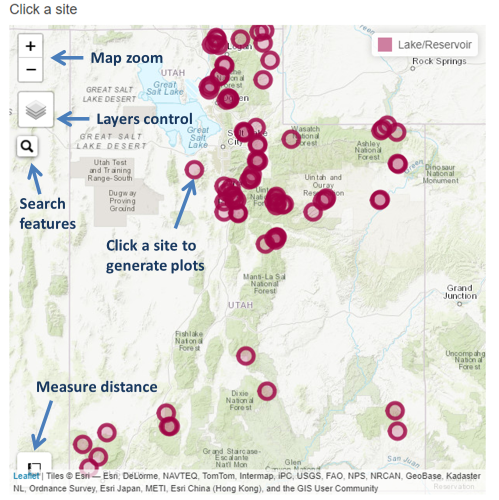 Click a site
+
−
Map zoom
Lake/Reservoir
Rock Springs
UTAH
Great
Salt Lake
GREAT SALT
LAKE DESERT
Layers control
GREAT SALT
LAKE DESERT
Great
Salt
Lake
City
Wasatch
Ashley
National
Forest
Utah Test
and Training
Range-South
Dugway
Proving
Ground
Dinosaur
National
Monument
Uintah and
Ouray
Search
features
Click a site to
generate plots
Manti-La Sal
National
Forest
UTAH
Grand
Junction
Fishlake
National
Forest
Uncompahg
National
Forest
Measure distance
Dixie
National
Forest
Grand Staircase-
Escalante
Nat'l Mon
San Juan
Leaflet | Tiles © Esri — Esri, DeLorme, NAVTEQ, TomTom, Intermap, iPC, USGS, FAO, NPS, NRCAN, GeoBase, Kadaster
NL, Ordnance Survey, Esri Japan, METI, Esri China (Hong Kong), and the GIS User Community